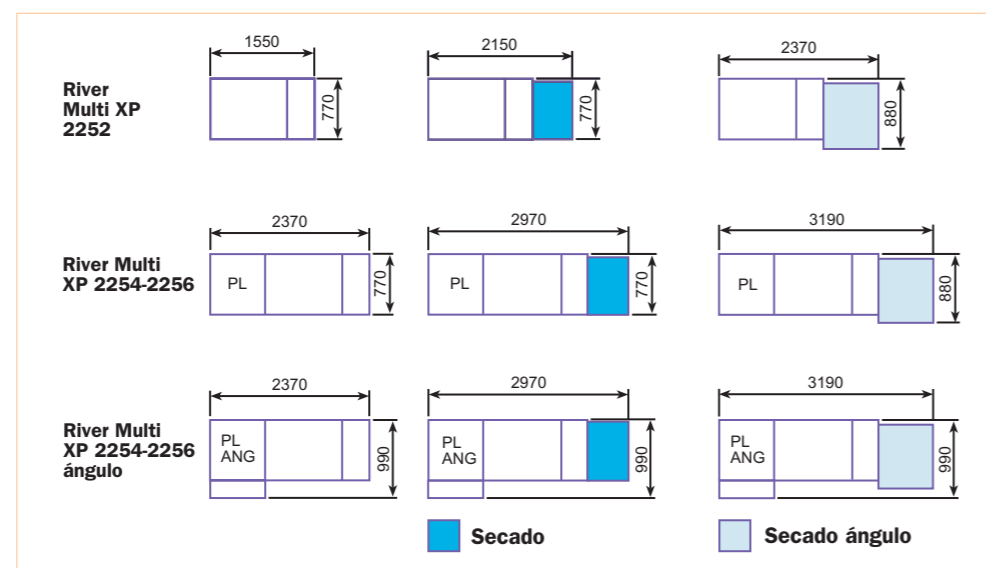 1550
2150
2370
River
Multi XP
2252
770
770
880
2370
2970
3190
River Multi
XP 2254-2256
PL
770
PL
770
PL
880
2370
2970
3190
River Multi
XP 2254-2256
ángulo
PL
ANG
990
PL
ANG
990
PL
ANG
990
Secado
Secado ángulo